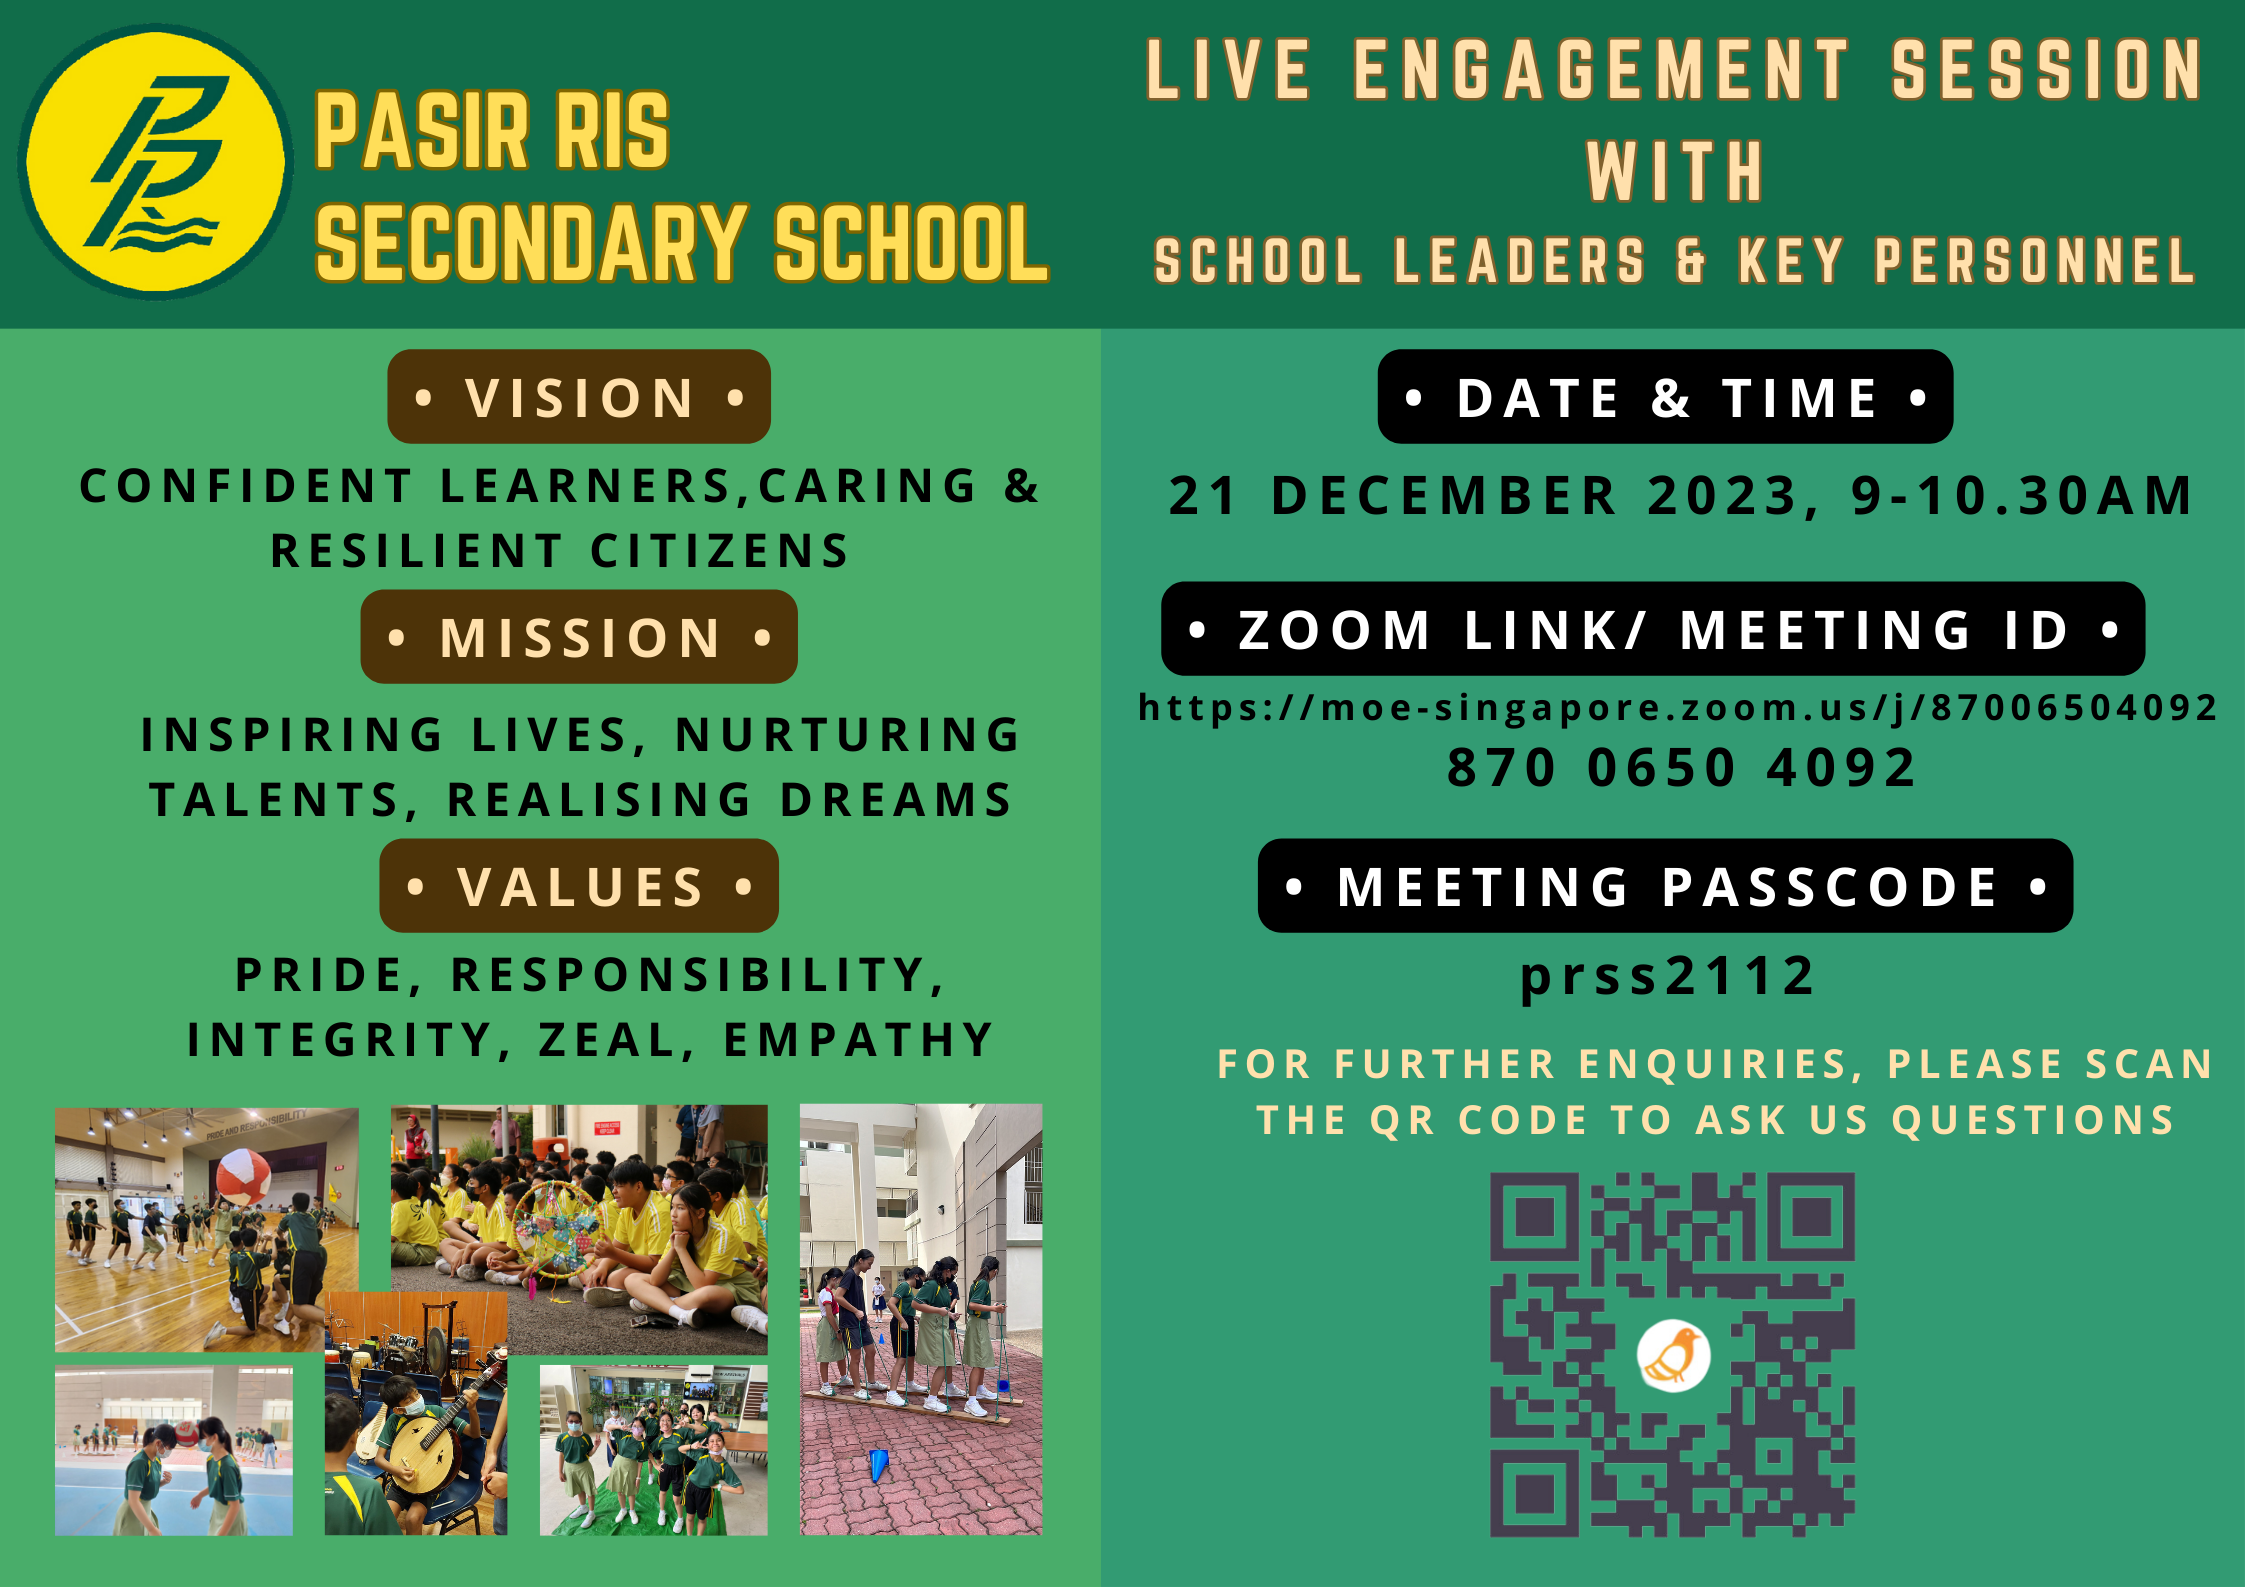 PASIR RIS
SECONDARY SCHOOL
LIVE ENGAGEMENT SESSION
WITH
SCHOOL LEADERS & KEY PERSONNEL
• VISION •
CONFIDENT LEARNERS,CARING &
RESILIENT CITIZENS
• MISSION •
INSPIRING LIVES, NURTURING
TALENTS, REALISING DREAMS
• VALUES •
PRIDE, RESPONSIBILITY,
INTEGRITY, ZEAL, EMPATHY
PRIDE AND RESPONSIBILITY
• DATE & TIME •
21 DECEMBER 2023, 9-10.30AM
• ZOOM LINK/ MEETING ID •
https://moe-singapore.zoom.us/j/87006504092
870 0650 4092
• MEETING PASSCODE •
prss2112
FOR FURTHER ENQUIRIES, PLEASE SCAN
THE QR CODE TO ASK US QUESTIONS